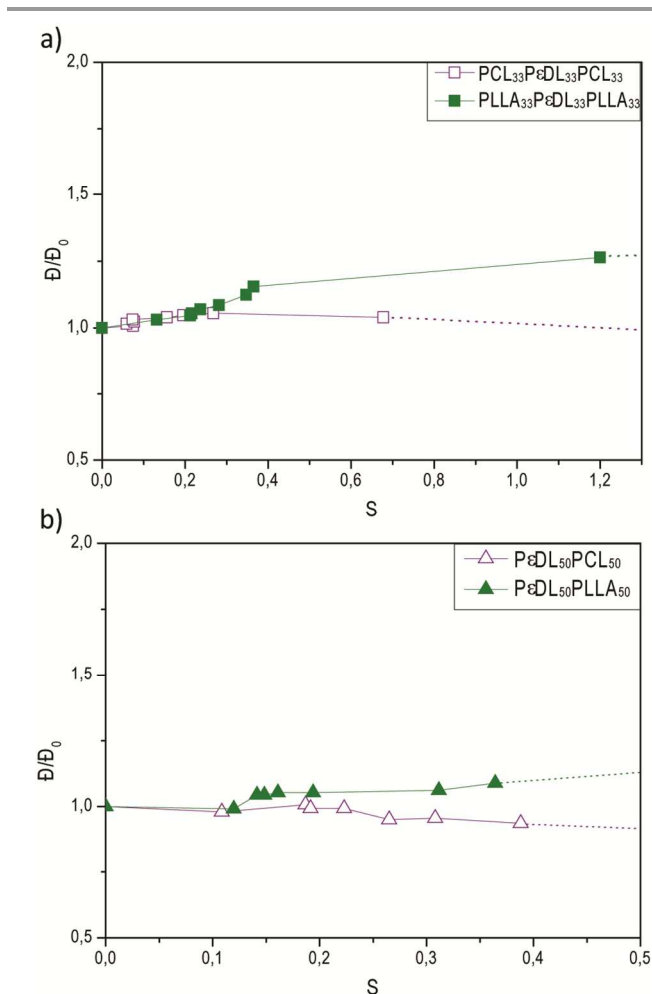 a)
2,0
PCL₃₃PεDL₃₃PCL₃₃
PLLA₃₃PεDL₃₃PLLA₃₃
1,5
Đ/Đ₀
1,0
0,5
0,0 0,2 0,4 0,6 0,8 1,0 1,2
S
b)
2,0
PεDL₅₀PCL₅₀
PεDL₅₀PLLA₅₀
1,5
Đ/Đ₀
1,0
0,5
0,0 0,1 0,2 0,3 0,4 0,5
S